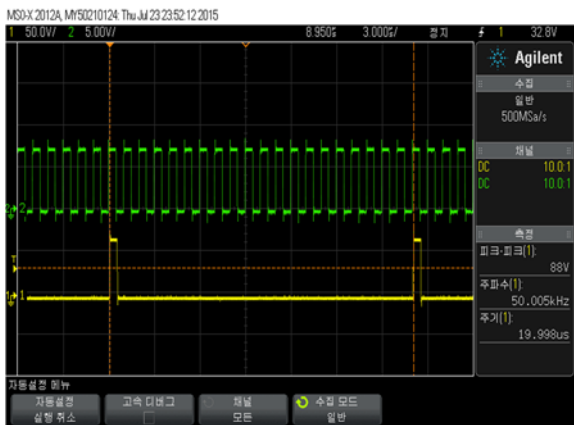 MSO-X 2012A, MY50210124: Thu Jul 23 23:52:12 2015
1 50.0V/ 2 5.00V/ 8.950s 3.000s/ 정지 1 32.8V
Agilent
수집
일반
500MSa/s
채널
DC 10.0:1
DC 10.0:1
측정
피크-피크(1):
88V
주파수(1):
50.005kHz
주기(1):
19.998us
2
T
1
자동설정 메뉴
자동설정
실행 취소
고속 디버그
채널
모든
수집 모드
일반